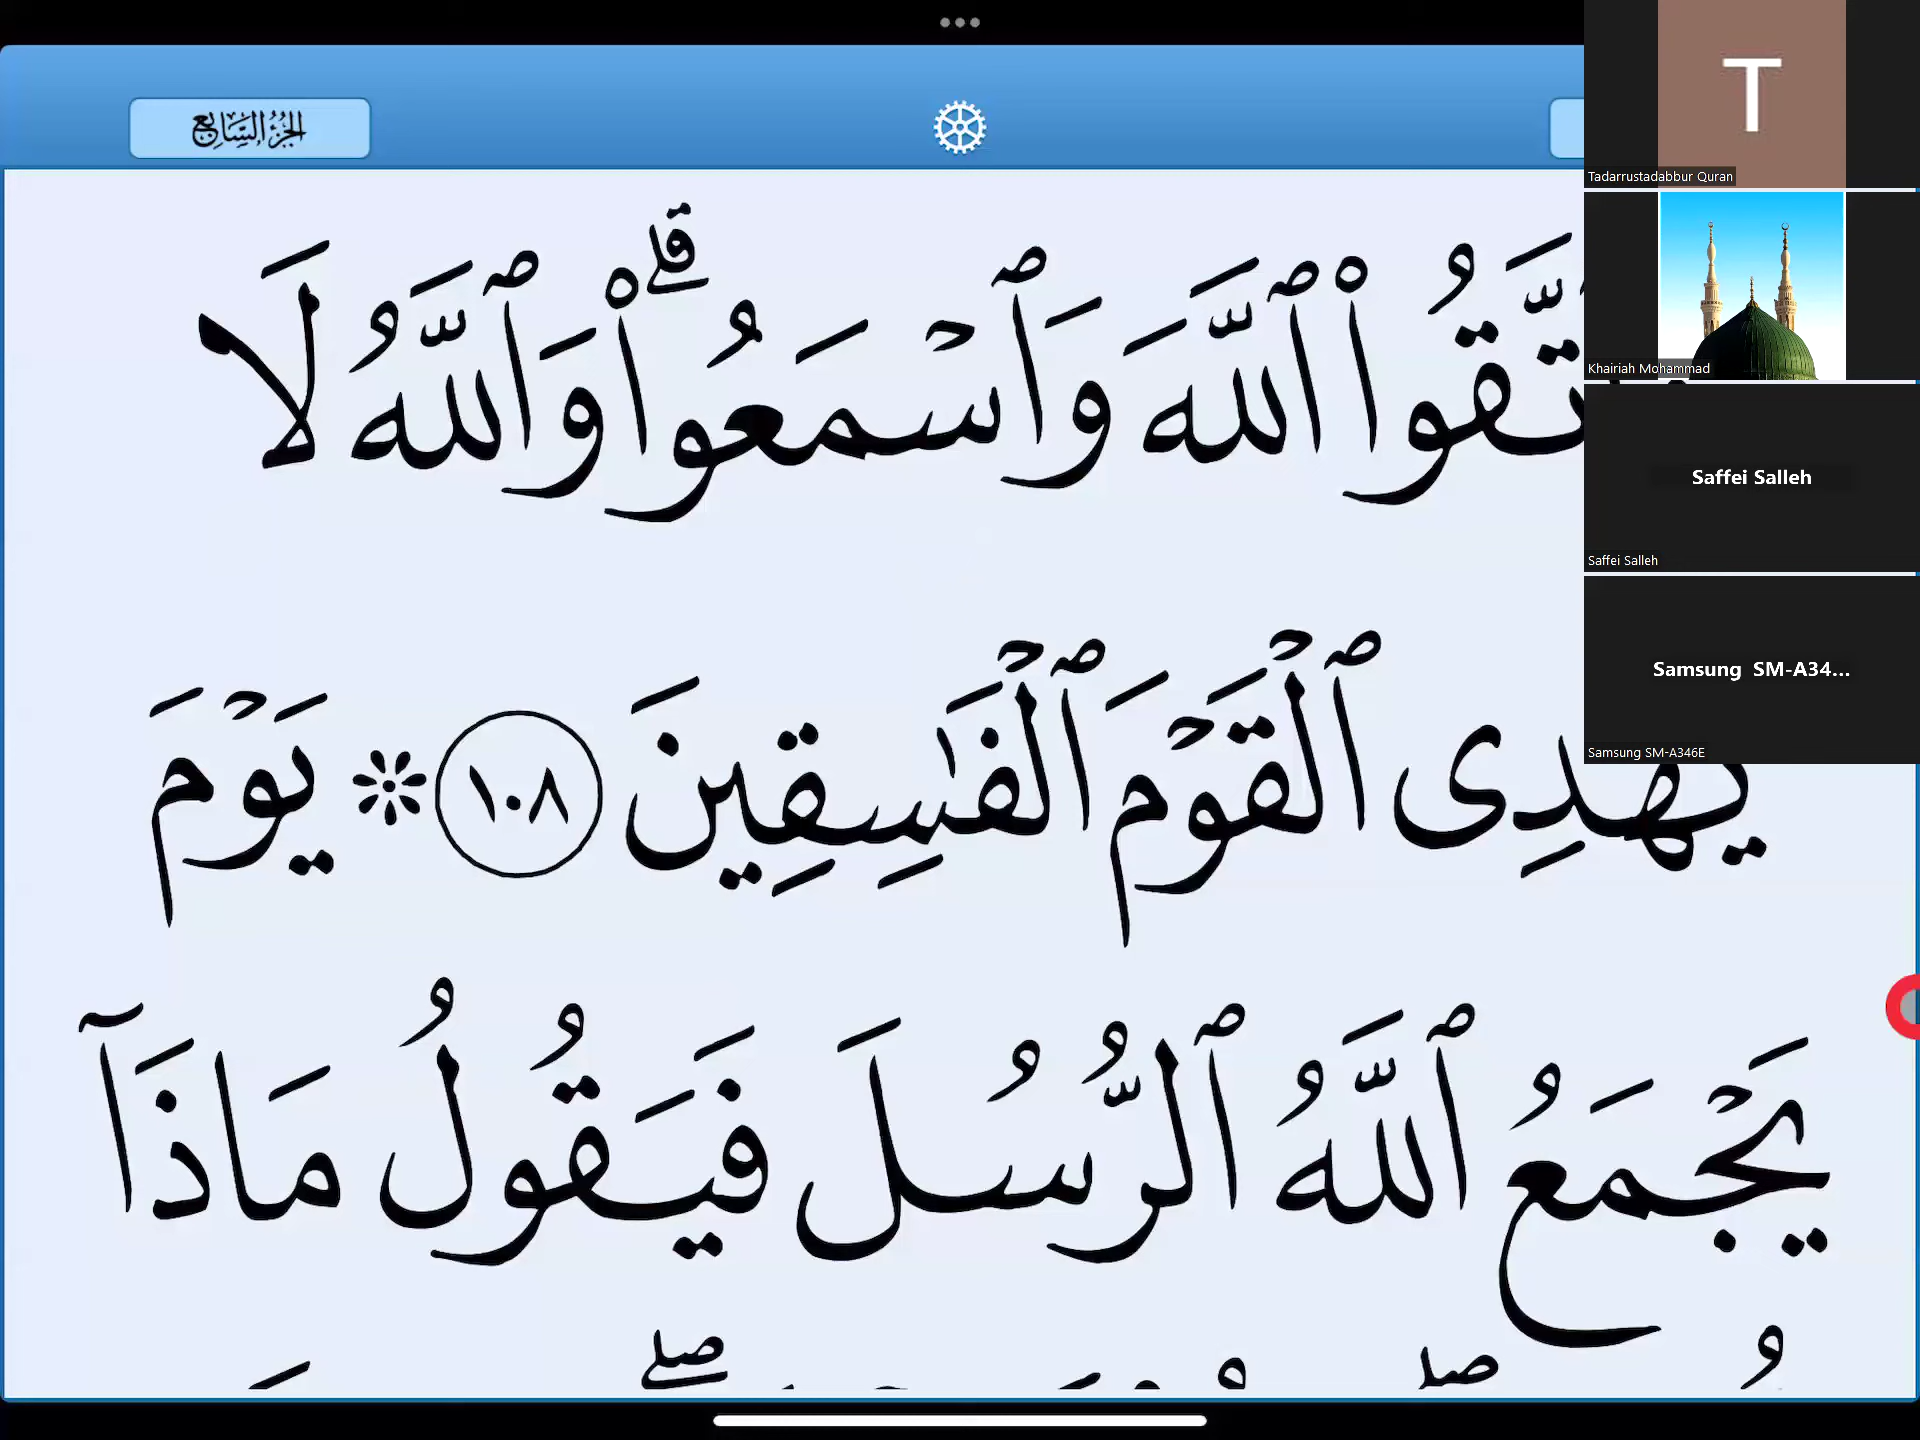 الجزء السابع
T
Tadarrustadabbur Quran
Khairiah Mohammad
Saffei Salleh
Saffei Salleh
Samsung SM-A34...
Samsung SM-A346E
ٱللَّهَ وَٱسۡمَعُواْۗ وَٱللَّهُ لَا
يَهۡدِي ٱلۡقَوۡمَ ٱلۡفَٰسِقِينَ ١٠٨ ۞ يَوۡمَ
يَجۡمَعُ ٱللَّهُ ٱلرُّسُلَ فَيَقُولُ مَاذَآ